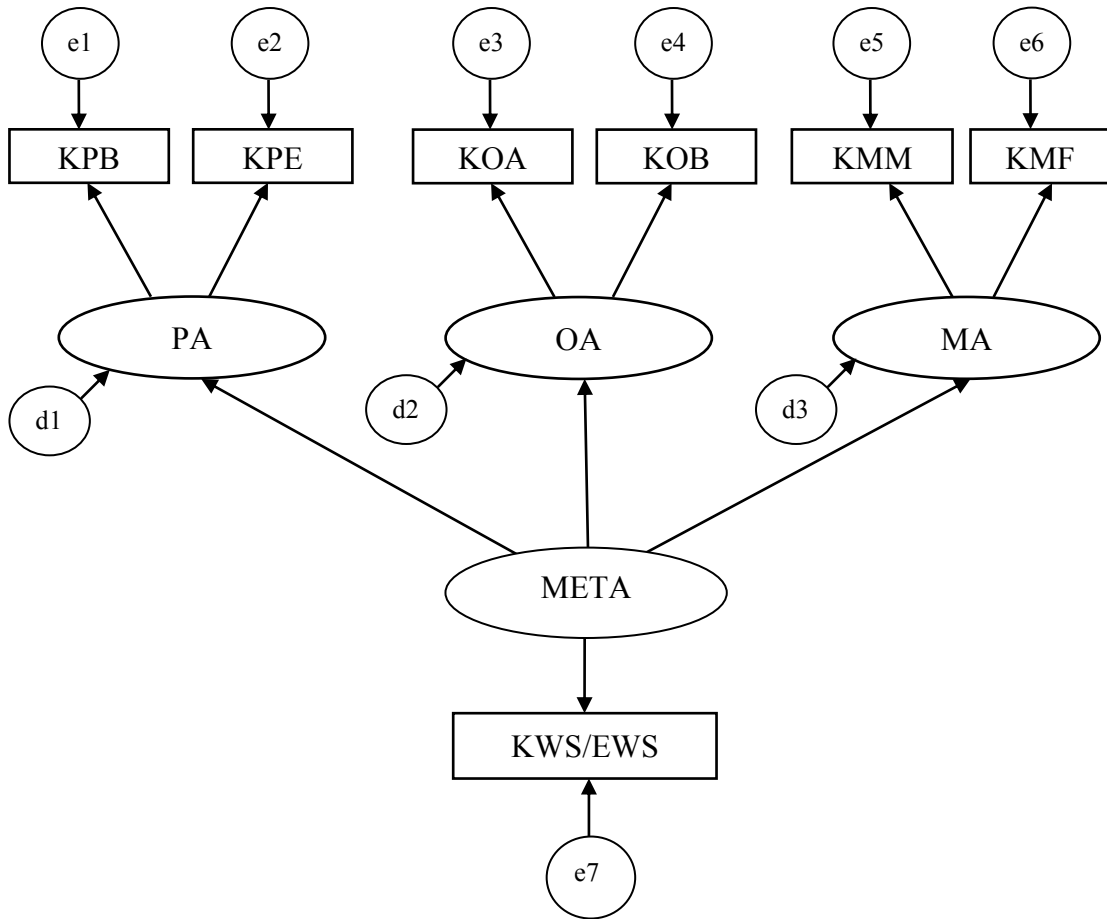 e1 e2 e3 e4 e5 e6
KPB KPE KOA KOB KMM KMF
PA OA MA
d1 d2 d3
META
KWS/EWS
e7